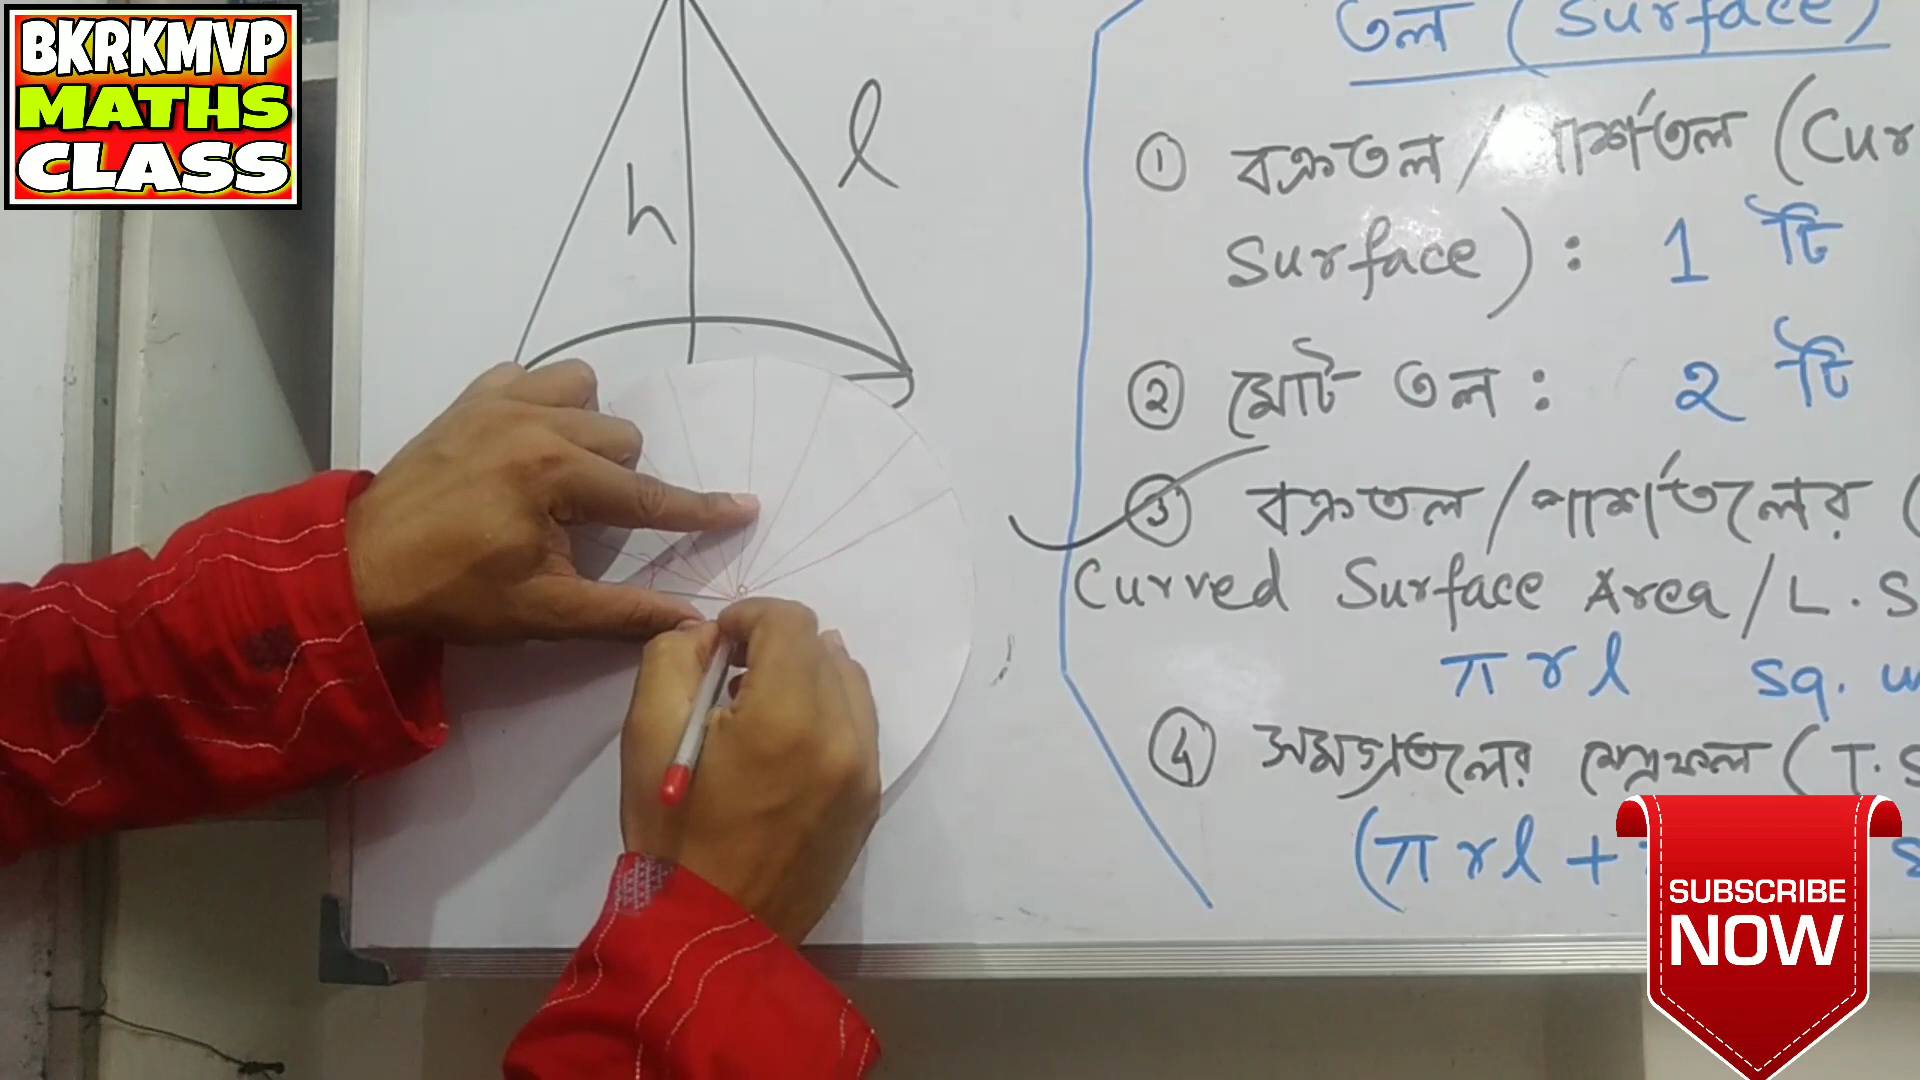 BKRKMVP
MATHS
CLASS
h
l
তল (Surface)
① বক্রতল / পার্শ্বতল (Cur
Surface) : 1 টি
② মোট তল : ২ টি
③ বক্রতল / পার্শ্বতলের (
Curved Surface Area / L. S
πrl sq. u
④ সমগ্রতলের ক্ষেত্রফল (T. S
(πrl +
SUBSCRIBE
NOW